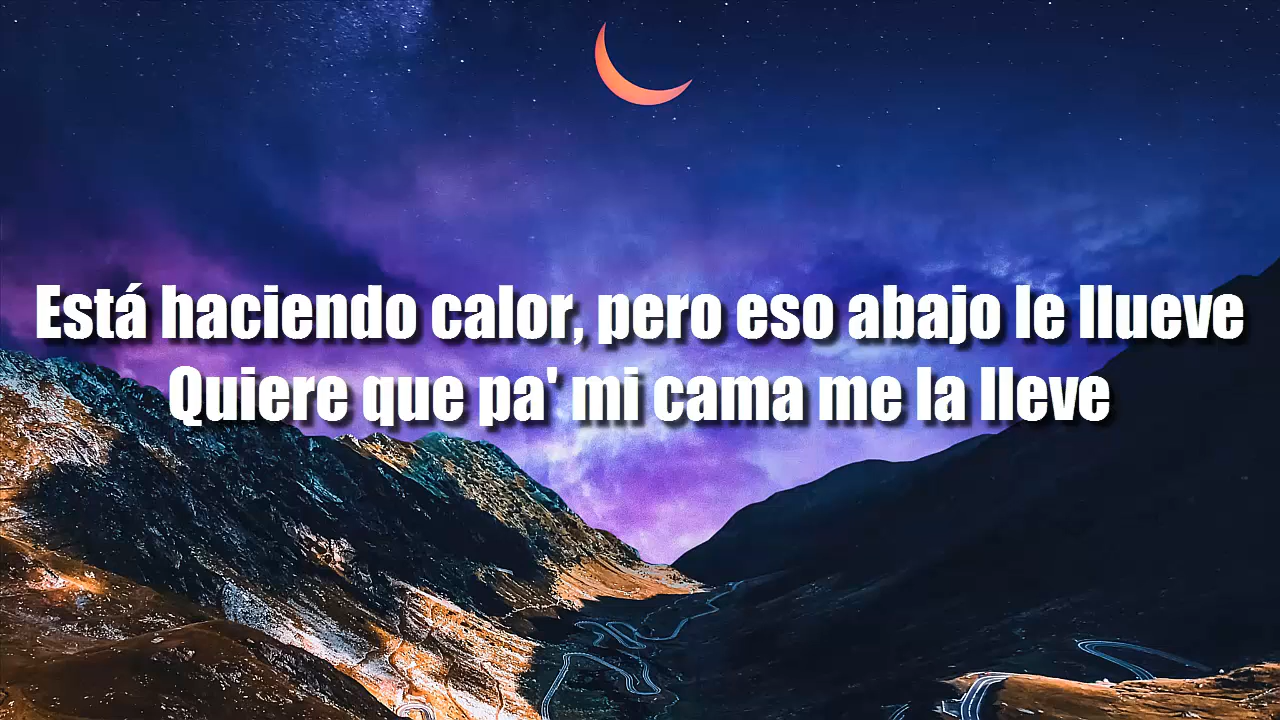 Está haciendo calor, pero eso abajo le llueve
Quiere que pa' mi cama me la lleve